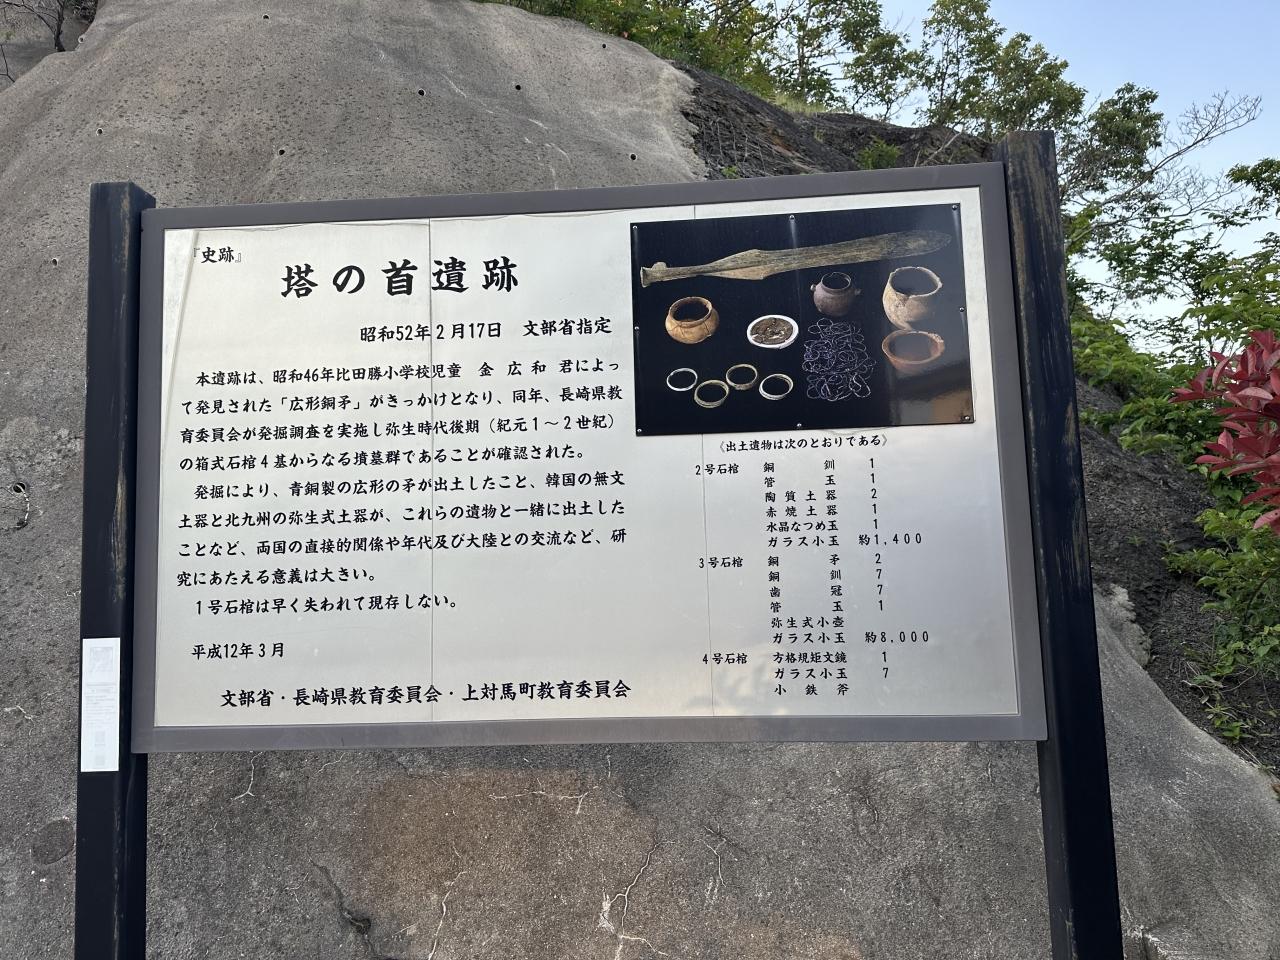 『史跡』
塔の首遺跡
昭和52年2月17日　文部省指定
本遺跡は、昭和46年比田勝小学校児童　金　広　和　君によっ
て発見された「広形銅矛」がきっかけとなり、同年、長崎県教
育委員会が発掘調査を実施し弥生時代後期（紀元１～２世紀）
の箱式石棺４基からなる墳墓群であることが確認された。
発掘により、青銅製の広形の矛が出土したこと、韓国の無文
土器と北九州の弥生式土器が、これらの遺物と一緒に出土した
ことなど、両国の直接的関係や年代及び大陸との交流など、研
究にあたえる意義は大きい。
１号石棺は早く失われて現存しない。
平成12年３月
文部省・長崎県教育委員会・上対馬町教育委員会
《出土遺物は次のとおりである》
２号石棺　銅釧　1
管玉　1
陶質土器　2
赤焼土器　1
水晶なつめ玉　1
ガラス小玉　約1,400
３号石棺　銅矛　2
銅釧　7
歯冠　7
管玉　1
弥生式小壺
ガラス小玉　約8,000
４号石棺　方格規矩文鏡　1
ガラス小玉　7
小鉄斧